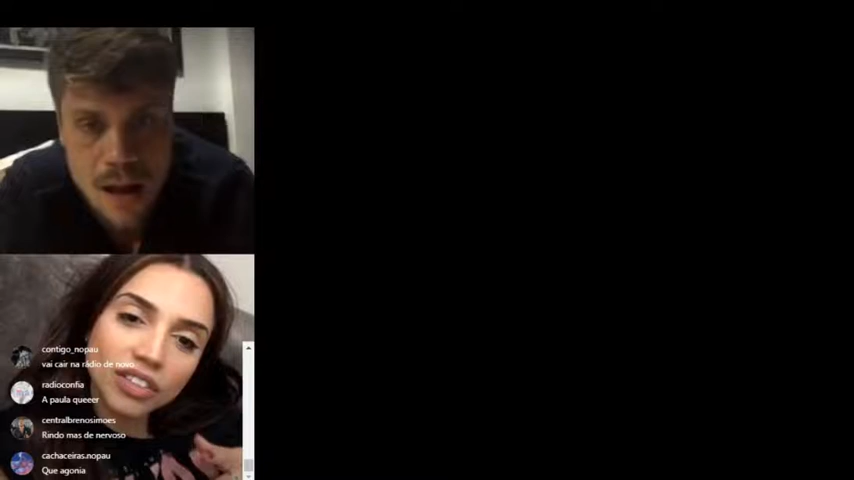 contigo_nopau
vai cair na rádio de novo
radioconfia
A paula queeer
centralbrenosimoes
Rindo mas de nervoso
cachaceiras.nopau
Que agonia